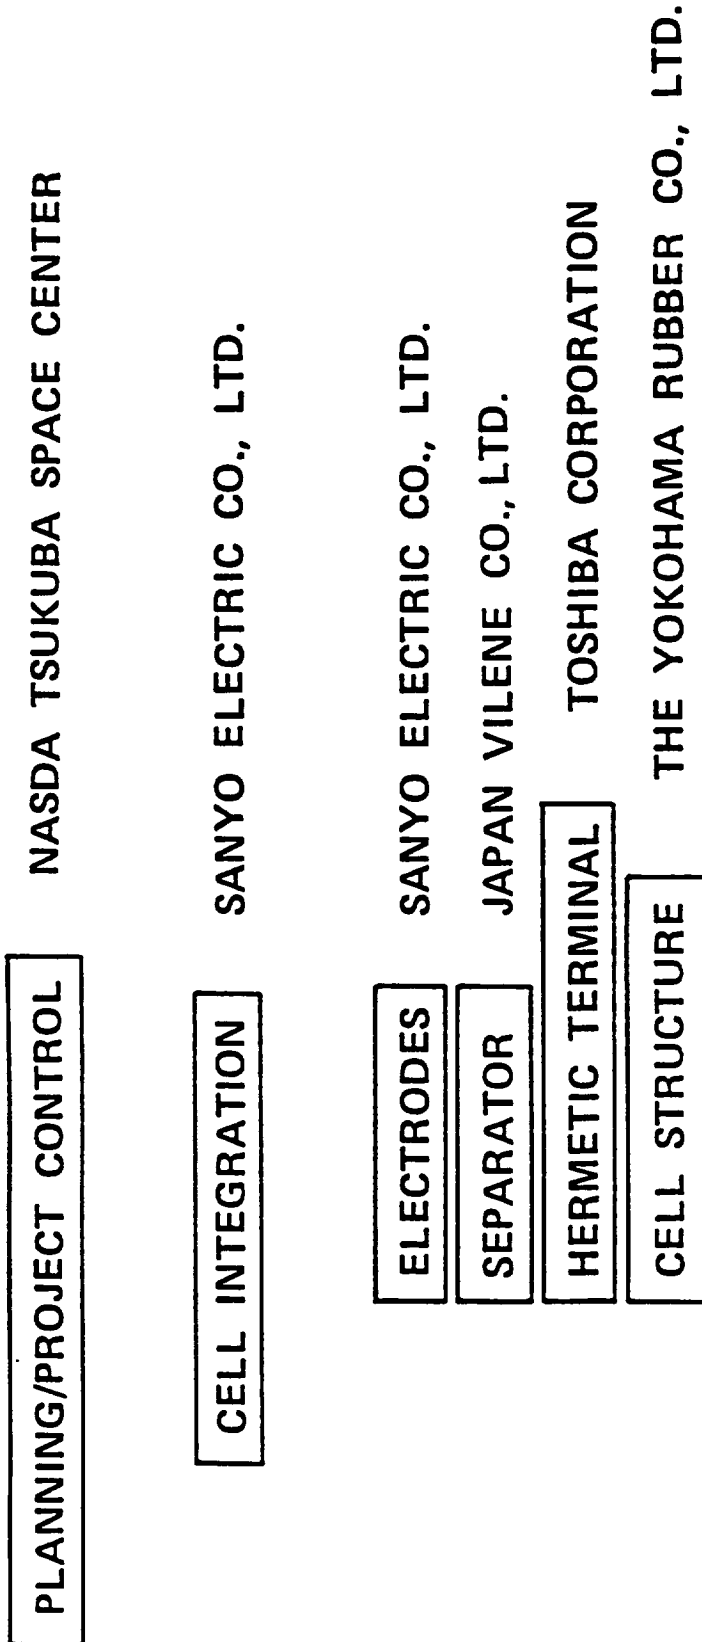 PLANNING/PROJECT CONTROL NASDA TSUKUBA SPACE CENTER
CELL INTEGRATION SANYO ELECTRIC CO., LTD.
ELECTRODES SANYO ELECTRIC CO., LTD.
SEPARATOR JAPAN VILENE CO., LTD.
HERMETIC TERMINAL TOSHIBA CORPORATION
CELL STRUCTURE THE YOKOHAMA RUBBER CO., LTD.